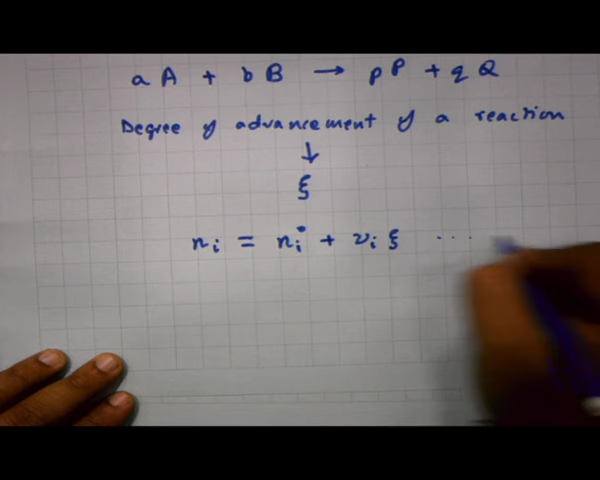 a A + b B → p P + q Q
Degree of advancement of a reaction
↓
ξ
nᵢ = nᵢ° + νᵢ ξ ....